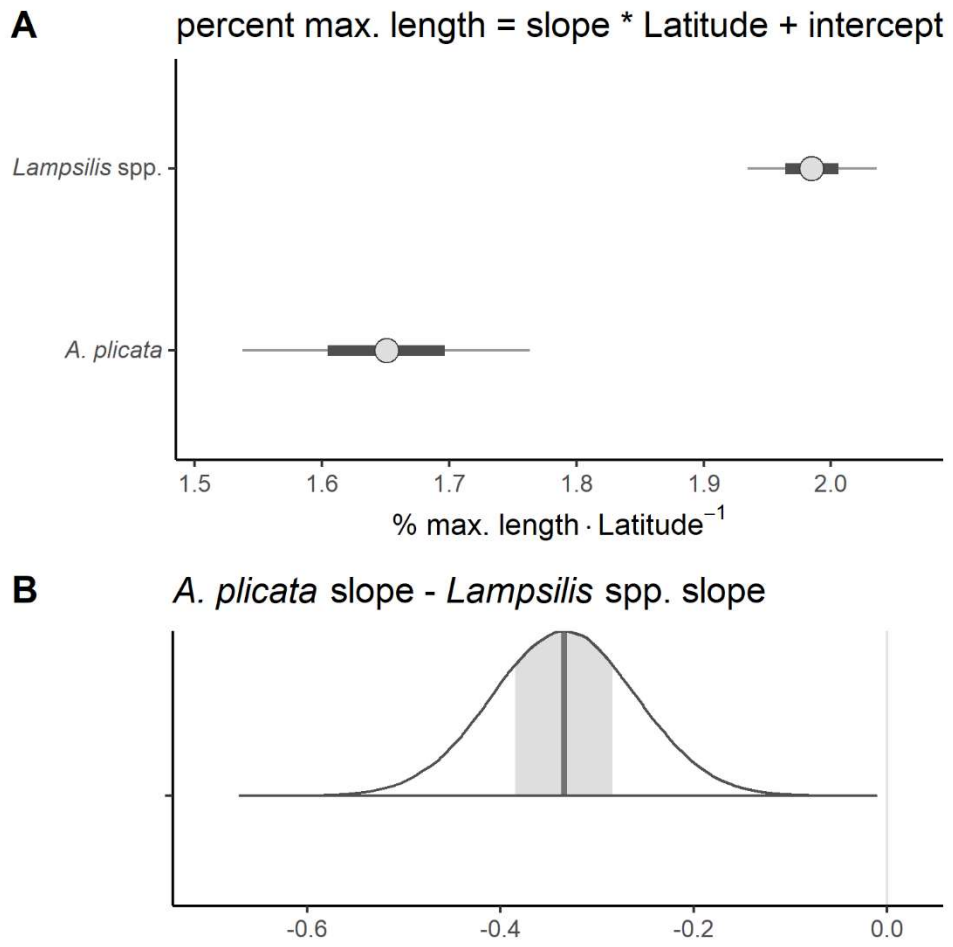 A
percent max. length = slope * Latitude + intercept
Lampsilis spp.
A. plicata
1.5 1.6 1.7 1.8 1.9 2.0
% max. length · Latitude⁻¹
B
A. plicata slope - Lampsilis spp. slope
-0.6 -0.4 -0.2 0.0